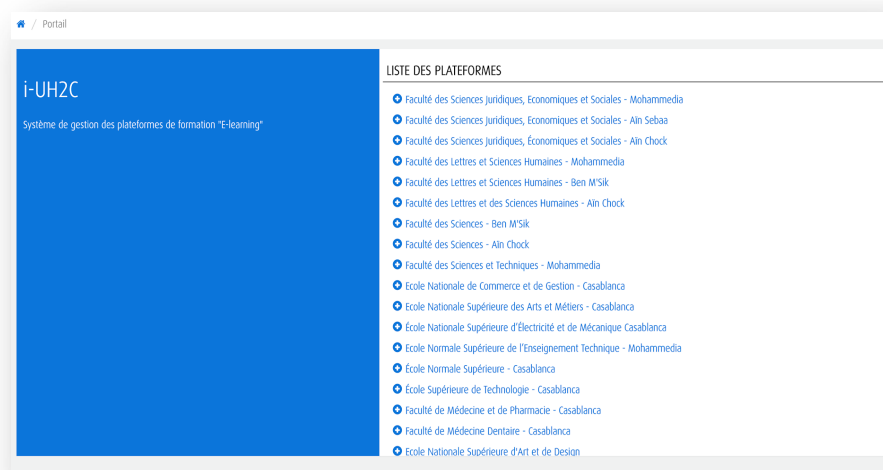 / Portail
i-UH2C
Système de gestion des plateformes de formation "E-learning"
LISTE DES PLATEFORMES
Faculté des Sciences Juridiques, Economiques et Sociales - Mohammedia
Faculté des Sciences Juridiques, Economiques et Sociales - Aïn Sebaa
Faculté des Sciences Juridiques, Économiques et Sociales - Aïn Chock
Faculté des Lettres et Sciences Humaines - Mohammedia
Faculté des Lettres et Sciences Humaines - Ben M'Sik
Faculté des Lettres et des Sciences Humaines - Aïn Chock
Faculté des Sciences - Ben M'Sik
Faculté des Sciences - Aïn Chock
Faculté des Sciences et Techniques - Mohammedia
Ecole Nationale de Commerce et de Gestion - Casablanca
Ecole Nationale Supérieure des Arts et Métiers - Casablanca
École Nationale Supérieure d'Électricité et de Mécanique Casablanca
Ecole Normale Supérieure de l'Enseignement Technique - Mohammedia
École Normale Supérieure - Casablanca
École Supérieure de Technologie - Casablanca
Faculté de Médecine et de Pharmacie - Casablanca
Faculté de Médecine Dentaire - Casablanca
Ecole Nationale Supérieure d'Art et de Design